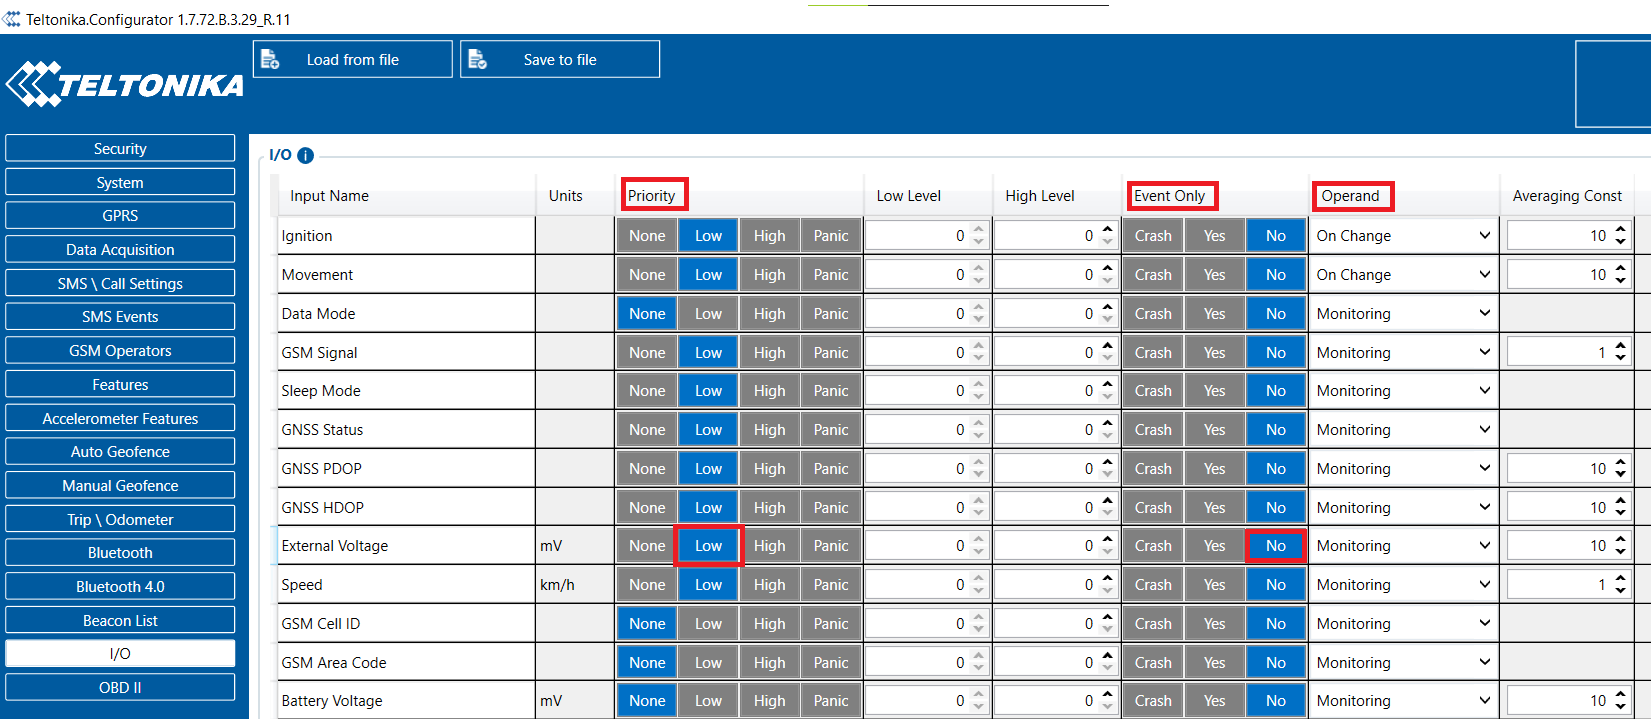 Teltonika.Configurator 1.7.72.B.3.29_R.11
Load from file Save to file
TELTONIKA
Security
System
GPRS
Data Acquisition
SMS \ Call Settings
SMS Events
GSM Operators
Features
Accelerometer Features
Auto Geofence
Manual Geofence
Trip \ Odometer
Bluetooth
Bluetooth 4.0
Beacon List
I/O
OBD II
I/O i
Input Name Units Priority Low Level High Level Event Only Operand Averaging Const
Ignition None Low High Panic 0 0 Crash Yes No On Change 10
Movement None Low High Panic 0 0 Crash Yes No On Change 10
Data Mode None Low High Panic 0 0 Crash Yes No Monitoring
GSM Signal None Low High Panic 0 0 Crash Yes No Monitoring 1
Sleep Mode None Low High Panic 0 0 Crash Yes No Monitoring
GNSS Status None Low High Panic 0 0 Crash Yes No Monitoring
GNSS PDOP None Low High Panic 0 0 Crash Yes No Monitoring 10
GNSS HDOP None Low High Panic 0 0 Crash Yes No Monitoring 10
External Voltage mV None Low High Panic 0 0 Crash Yes No Monitoring 10
Speed km/h None Low High Panic 0 0 Crash Yes No Monitoring 1
GSM Cell ID None Low High Panic 0 0 Crash Yes No Monitoring
GSM Area Code None Low High Panic 0 0 Crash Yes No Monitoring
Battery Voltage mV None Low High Panic 0 0 Crash Yes No Monitoring 10